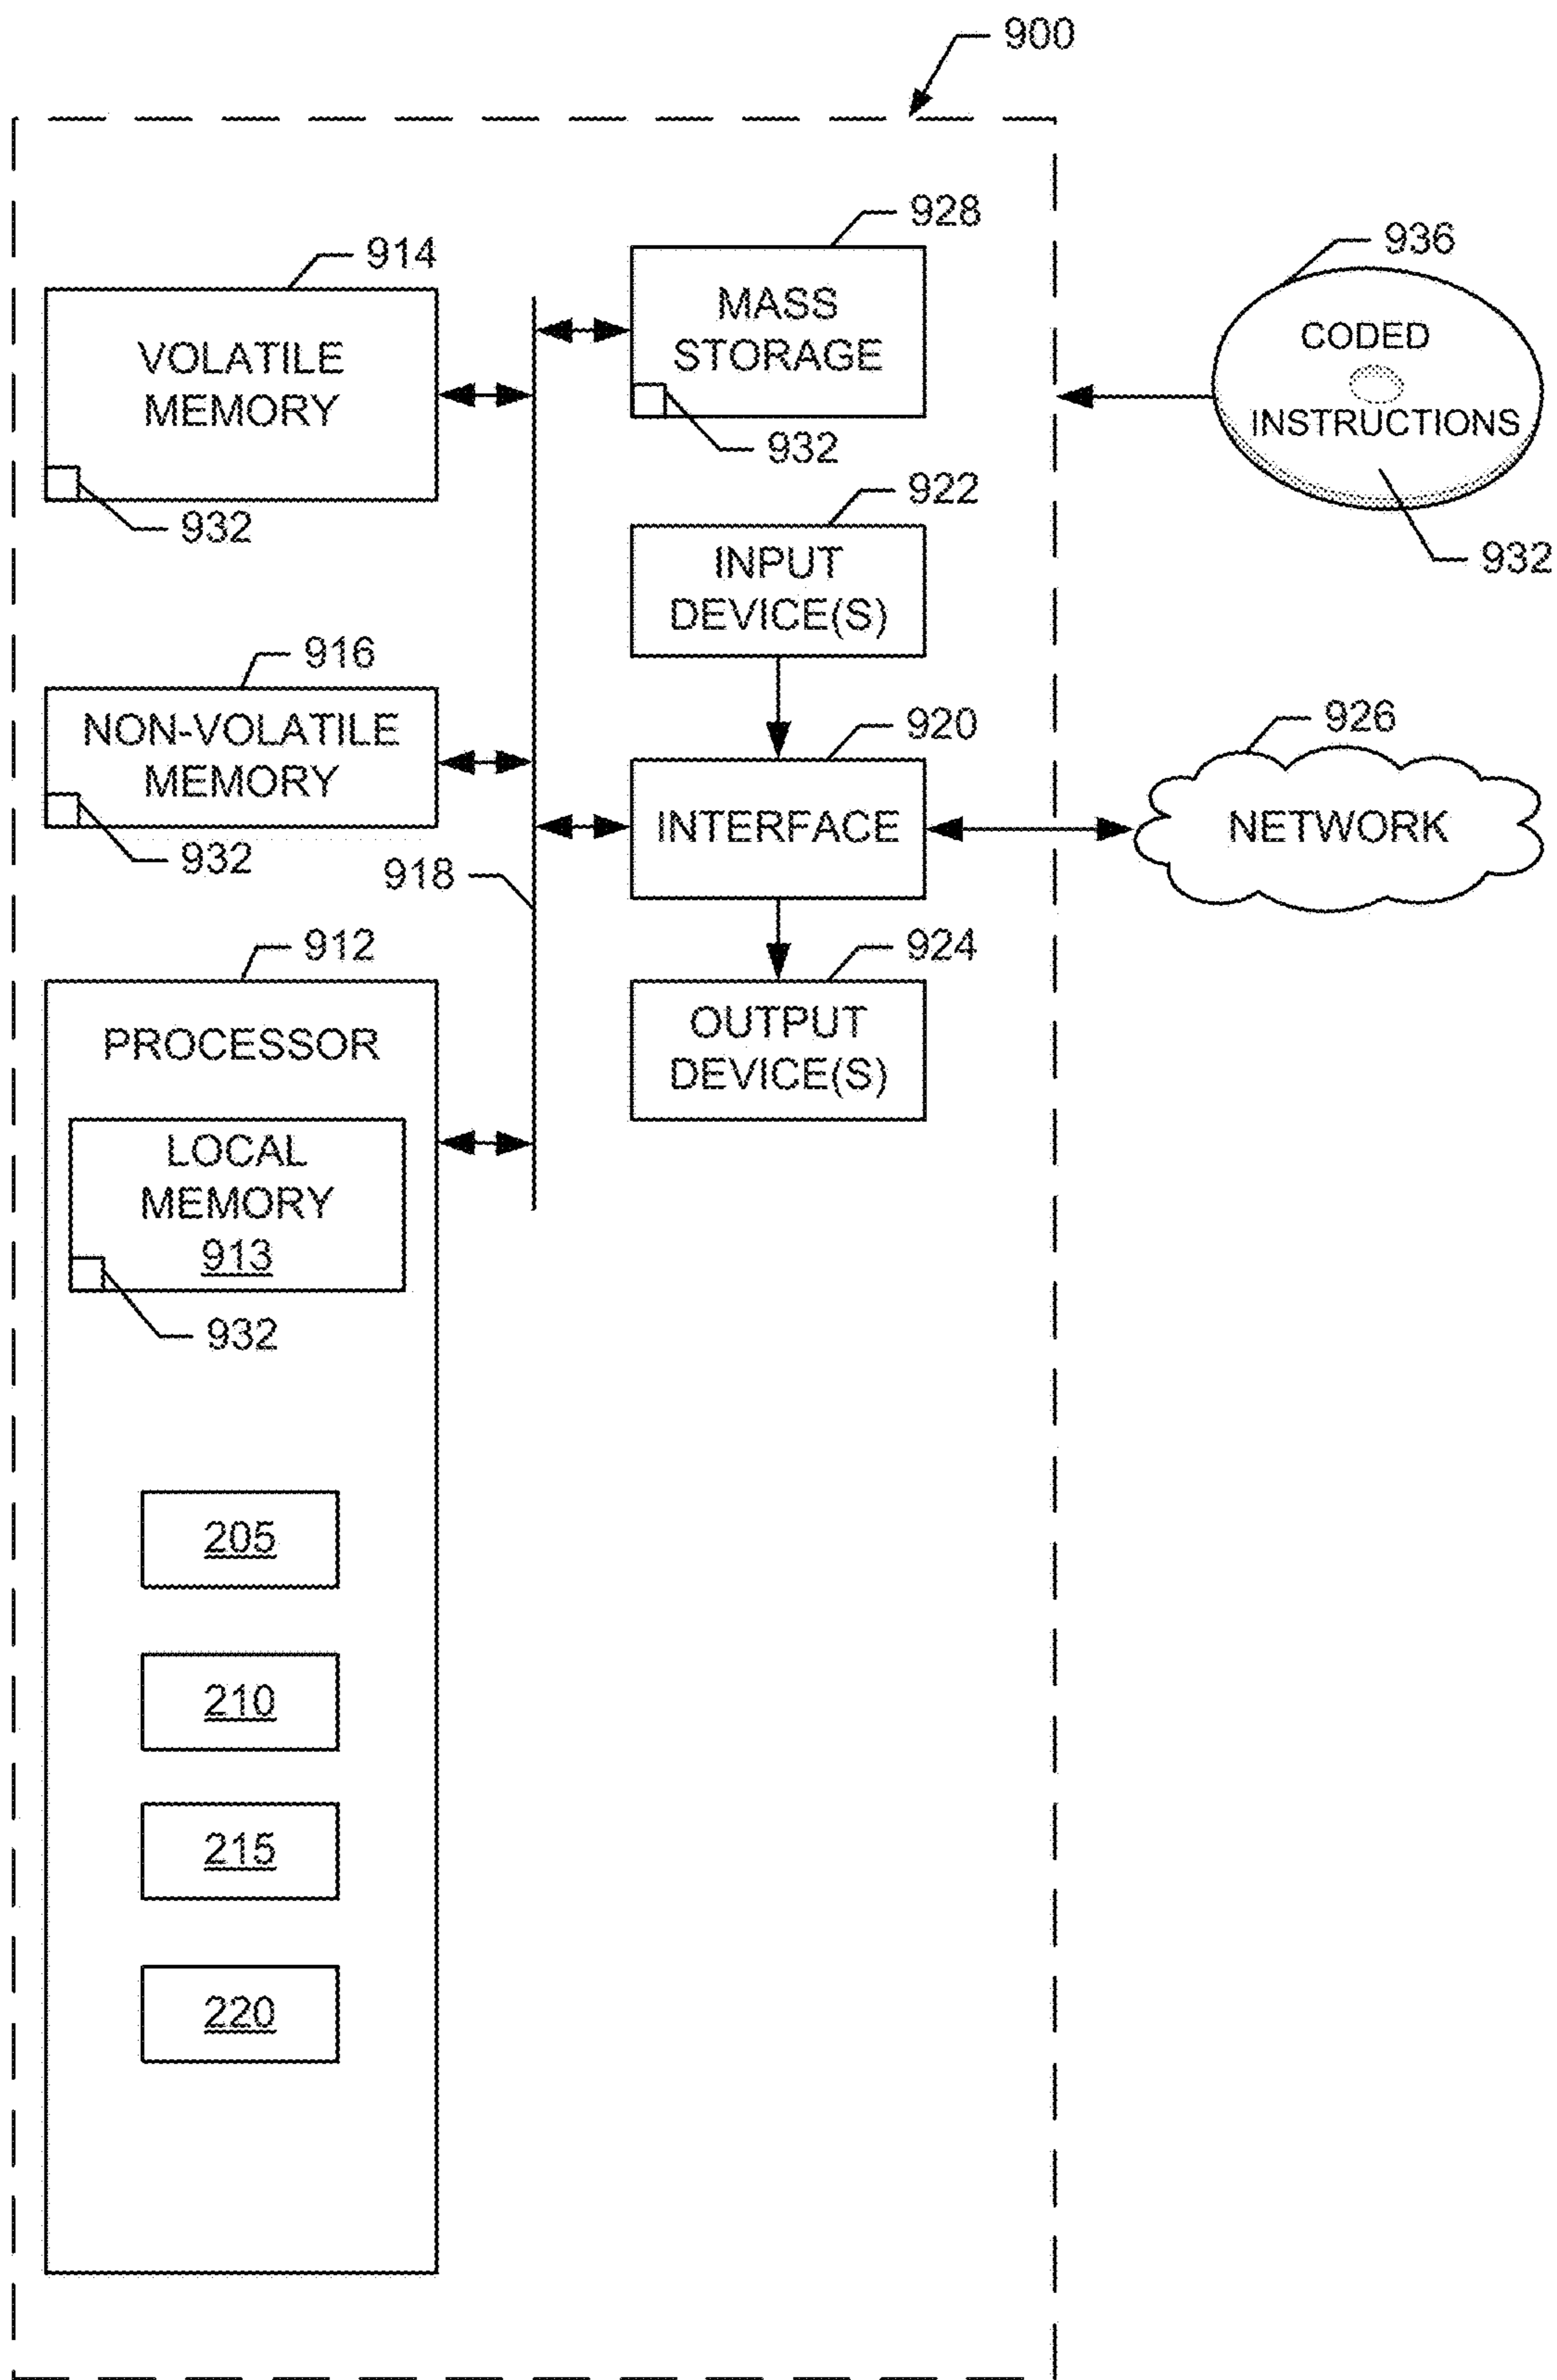 900
928
914
936
MASS
STORAGE
VOLATILE
MEMORY
CODED
INSTRUCTIONS
932
932
922
932
INPUT
DEVICE(S)
916
920
926
NON-VOLATILE
MEMORY
INTERFACE
NETWORK
932
918
912
924
PROCESSOR
OUTPUT
DEVICE(S)
LOCAL
MEMORY
913
932
205
210
215
220